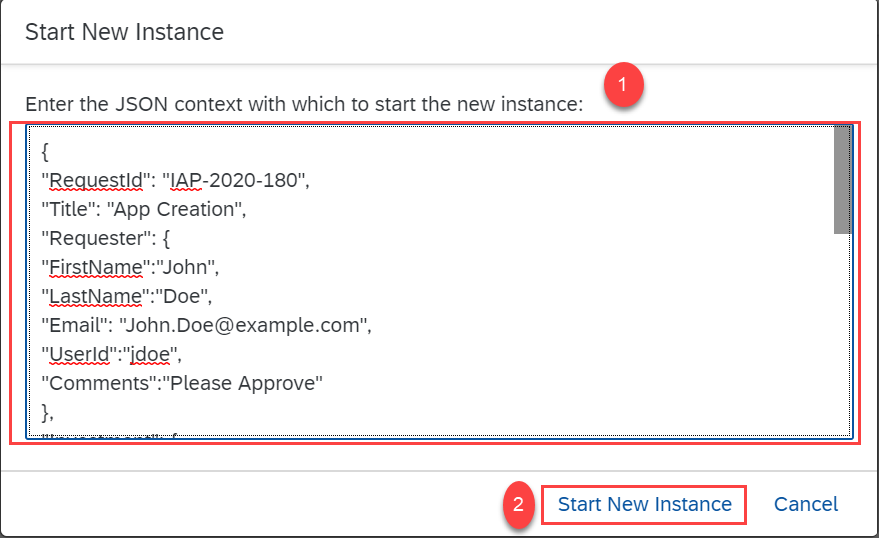 Start New Instance
1
Enter the JSON context with which to start the new instance:
{
"RequestId": "IAP-2020-180",
"Title": "App Creation",
"Requester": {
"FirstName":"John",
"LastName":"Doe",
"Email": "John.Doe@example.com",
"UserId":"jdoe",
"Comments":"Please Approve"
},
2
Start New Instance
Cancel